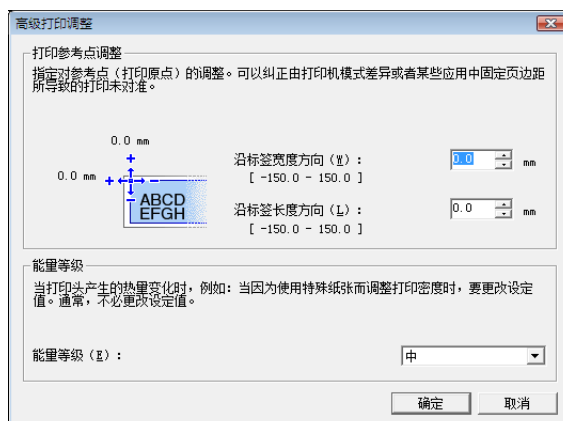 高级打印调整
打印参考点调整
指定对参考点（打印原点）的调整。可以纠正由打印机模式差异或者某些应用中固定页边距
所导致的打印未对准。
0.0 mm
0.0 mm
ABCD
EFGH
沿标签宽度方向（W）：
0.0 mm
[ -150.0 - 150.0 ]
沿标签长度方向（L）：
0.0 mm
[ -150.0 - 150.0 ]
能量等级
当打印头产生的热量变化时，例如：当因为使用特殊纸张而调整打印密度时，要更改设定
值。通常，不必更改设定值。
能量等级（E）：
中
确定
取消